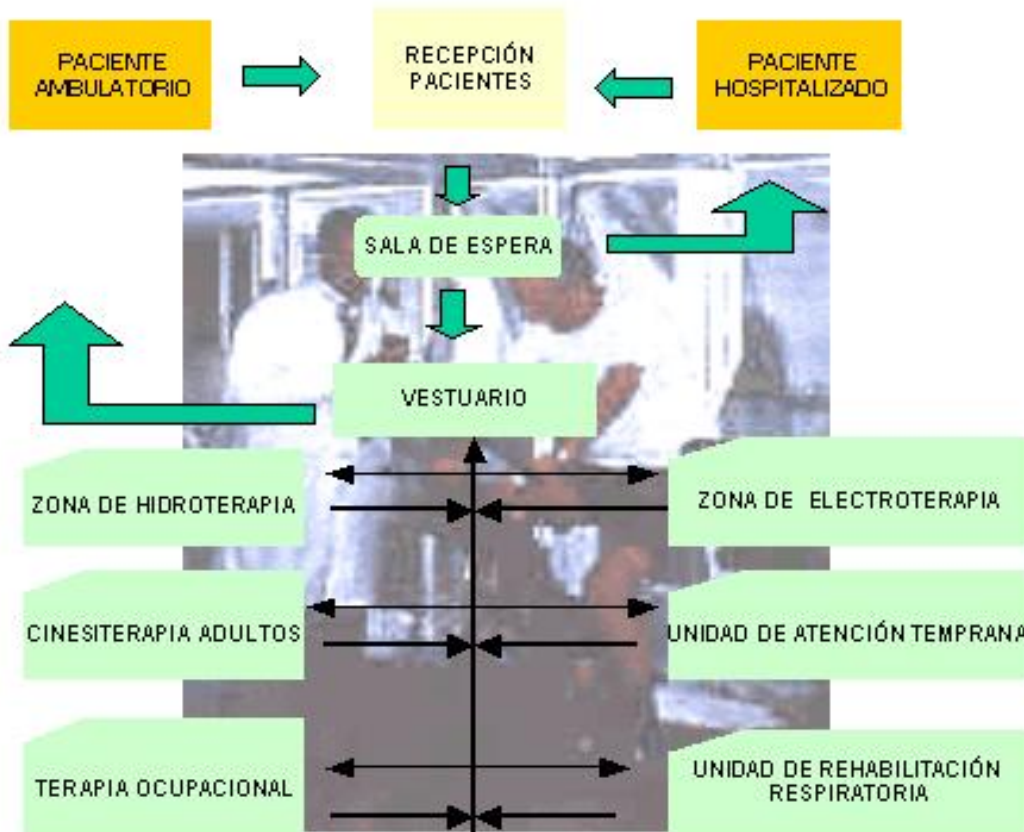 PACIENTE
AMBULATORIO
RECEPCIÓN
PACIENTES
PACIENTE
HOSPITALIZADO
SALA DE ESPERA
VESTUARIO
ZONA DE HIDROTERAPIA
ZONA DE ELECTROTERAPIA
CINESITERAPIA ADULTOS
UNIDAD DE ATENCIÓN TEMPRANA
TERAPIA OCUPACIONAL
UNIDAD DE REHABILITACIÓN
RESPIRATORIA